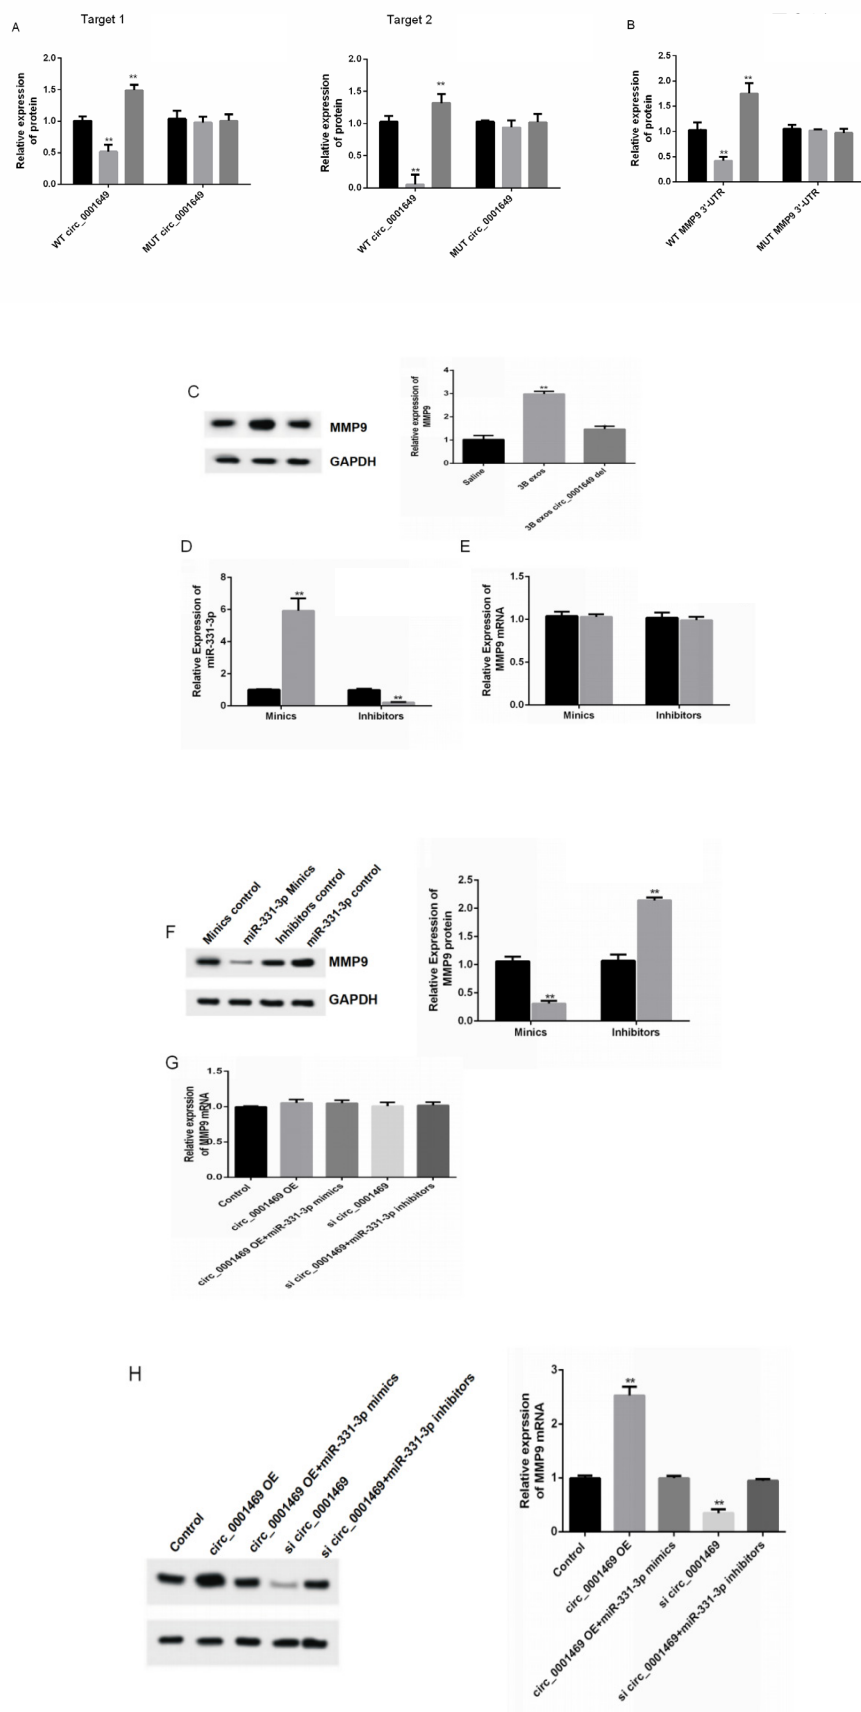 A
Target 1
Relative expression
of protein
2.0
1.5
1.0
0.5
0.0
**
**
WT circ_0001649
MUT circ_0001649
Target 2
Relative expression
of protein
2.0
1.5
1.0
0.5
0.0
**
**
WT circ_0001649
MUT circ_0001649
B
Relative expression
of protein
2.5
2.0
1.5
1.0
0.5
0.0
**
**
WT MMP9 3'-UTR
MUT MMP9 3'-UTR
C
MMP9
GAPDH
Relative expression of
MMP9
4
3
2
1
0
**
Saline
3B exos
3B exos circ_0001649 del
D
Relative Expression of
miR-331-3p
8
6
4
2
0
**
**
Minics
Inhibitors
E
Relative Expression of
MMP9 mRNA
1.5
1.0
0.5
0.0
Minics
Inhibitors
F
Minics control
miR-331-3p Minics
Inhibitors control
miR-331-3p control
MMP9
GAPDH
Relative Expression of
MMP9 protein
2.5
2.0
1.5
1.0
0.5
0.0
**
**
Minics
Inhibitors
G
Relative exprssion
of MMP9 mRNA
1.5
1.0
0.5
0.0
Control
circ_0001469 OE
circ_0001469 OE+miR-331-3p mimics
si circ_0001469
si circ_0001469+miR-331-3p inhibitors
H
Control
circ_0001469 OE
circ_0001469 OE+miR-331-3p mimics
si circ_0001469
si circ_0001469+miR-331-3p inhibitors
Relative exprssion
of MMP9 mRNA
3
2
1
0
**
**
Control
circ_0001469 OE
circ_0001469 OE+miR-331-3p mimics
si circ_0001469
si circ_0001469+miR-331-3p inhibitors